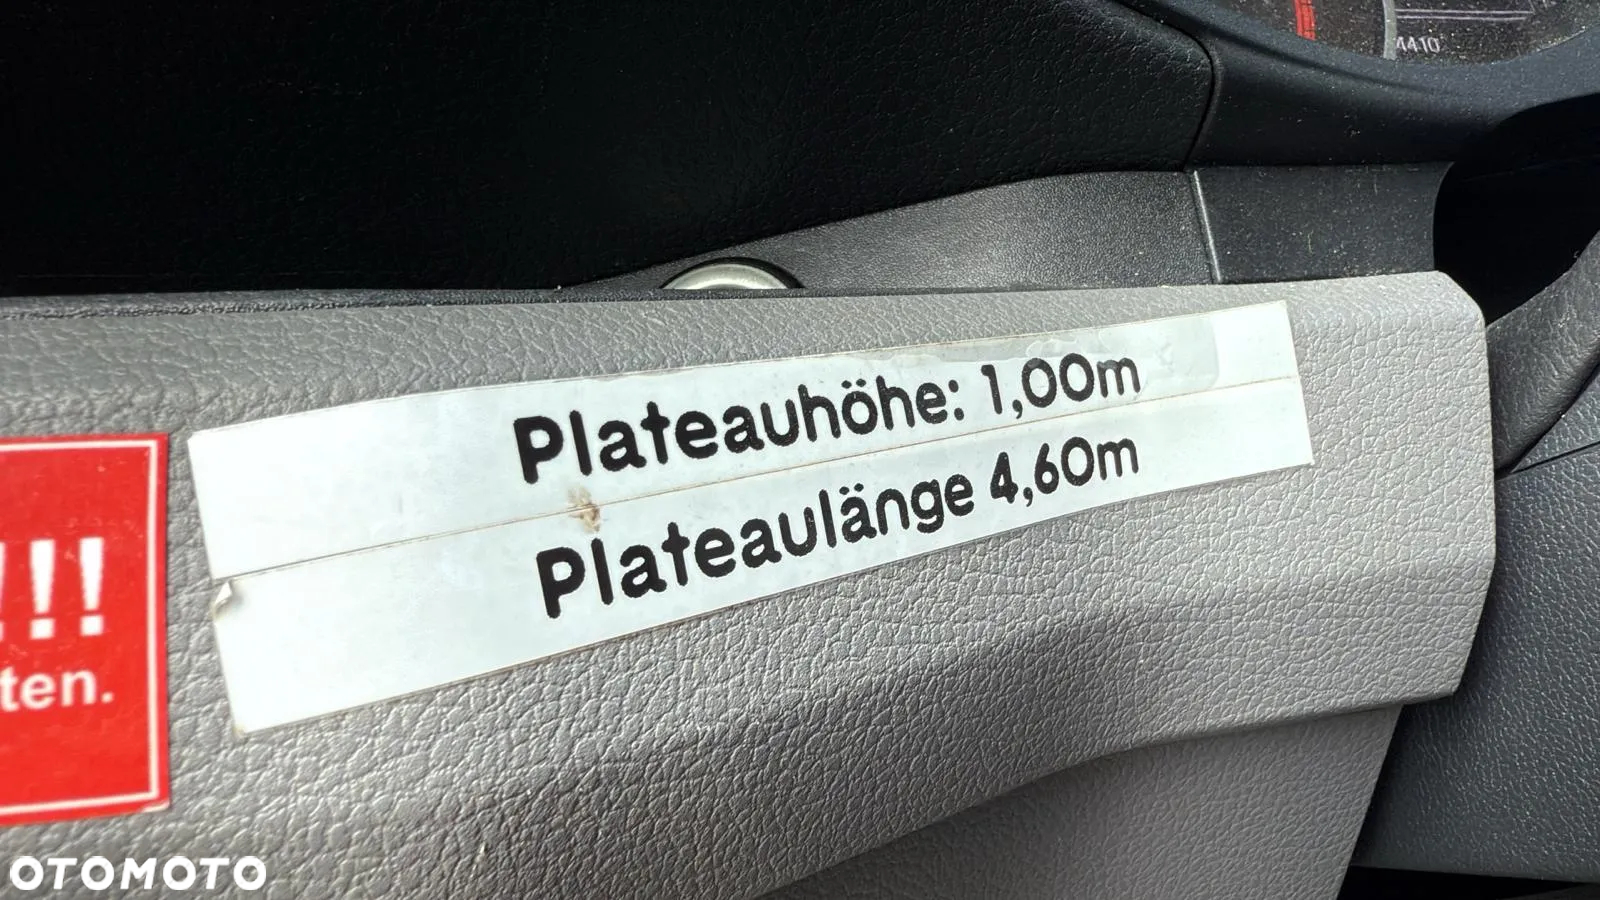 4410
Plateauhöhe: 1,00m
Plateaulänge 4,60m
!!!
ten.
OTOMOTO